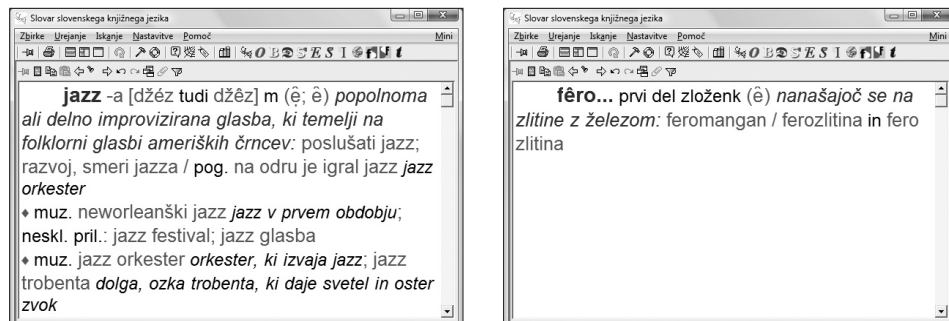 Slovar slovenskega knjižnega jezika
Zbirke Urejanje Iskanje Nastavitve Pomoč Mini
O B S E S I t
jazz -a [džéz tudi džêz] m (ẹ̑; ȇ) popolnoma
ali delno improvizirana glasba, ki temelji na
folklorni glasbi ameriških črncev: poslušati jazz;
razvoj, smeri jazza / pog. na odru je igral jazz jazz
orkester
♦ muz. neworleanški jazz jazz v prvem obdobju;
neskl. pril.: jazz festival; jazz glasba
♦ muz. jazz orkester orkester, ki izvaja jazz; jazz
trobenta dolga, ozka trobenta, ki daje svetel in oster
zvok
Slovar slovenskega knjižnega jezika
Zbirke Urejanje Iskanje Nastavitve Pomoč Mini
O B S E S I t
fêro... prvi del zloženk (ȇ) nanašajoč se na
zlitine z železom: feromangan / ferozlitina in fero
zlitina